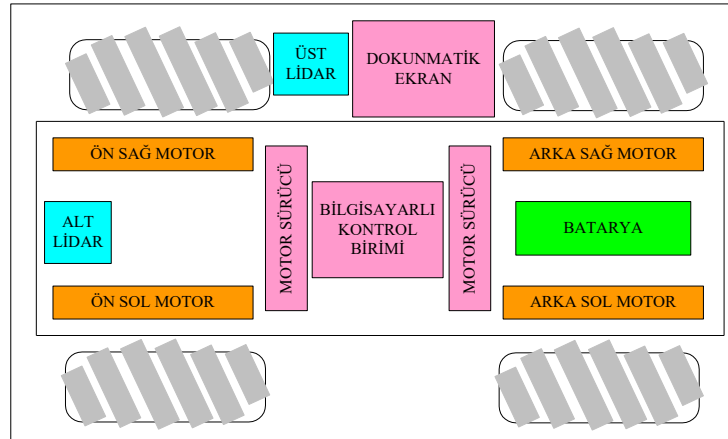 ÜST
LİDAR
DOKUNMATİK
EKRAN
ÖN SAĞ MOTOR
ARKA SAĞ MOTOR
ALT
LİDAR
MOTOR SÜRÜCÜ
BİLGİSAYARLI
KONTROL
BİRİMİ
MOTOR SÜRÜCÜ
BATARYA
ÖN SOL MOTOR
ARKA SOL MOTOR